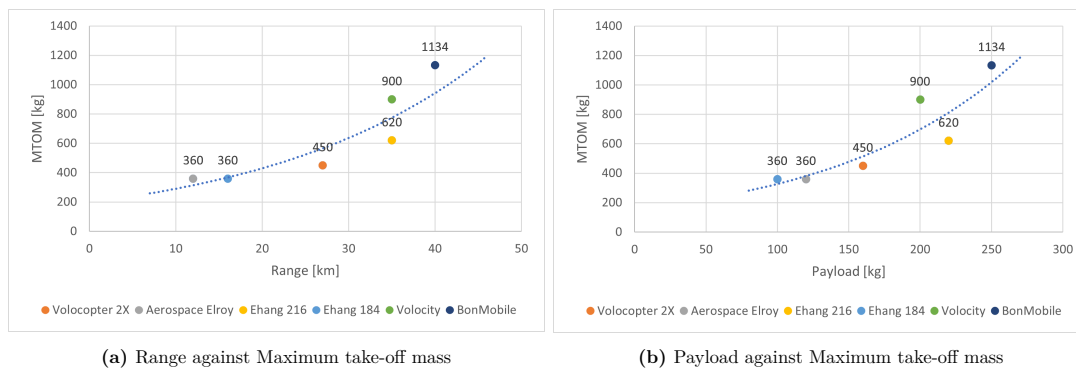 1400
1200
1000
800
600
400
200
0
MTOM [kg]
360
360
450
900
620
1134
0 10 20 30 40 50
Range [km]
Volocopter 2X Aerospace Elroy Ehang 216 Ehang 184 Volocity BonMobile
(a) Range against Maximum take-off mass
1400
1200
1000
800
600
400
200
0
MTOM [kg]
360
360
450
900
620
1134
0 50 100 150 200 250 300
Payload [kg]
Volocopter 2X Aerospace Elroy Ehang 216 Ehang 184 Volocity BonMobile
(b) Payload against Maximum take-off mass